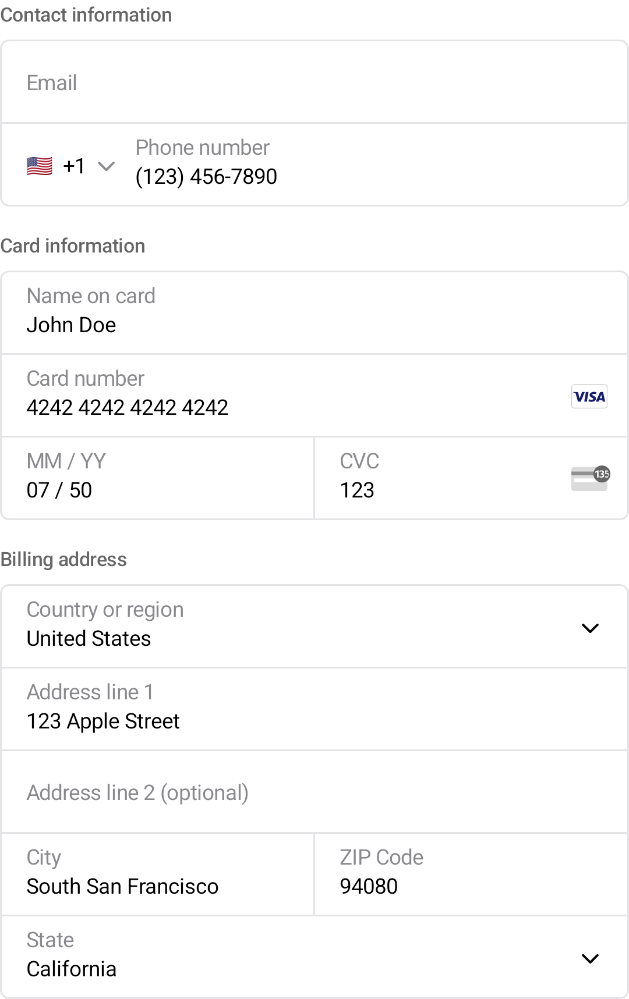 Contact information
Email
Phone number
+1 (123) 456-7890
Card information
Name on card
John Doe
Card number
4242 4242 4242 4242 VISA
MM / YY CVC
07 / 50 123 135
Billing address
Country or region
United States
Address line 1
123 Apple Street
Address line 2 (optional)
City ZIP Code
South San Francisco 94080
State
California